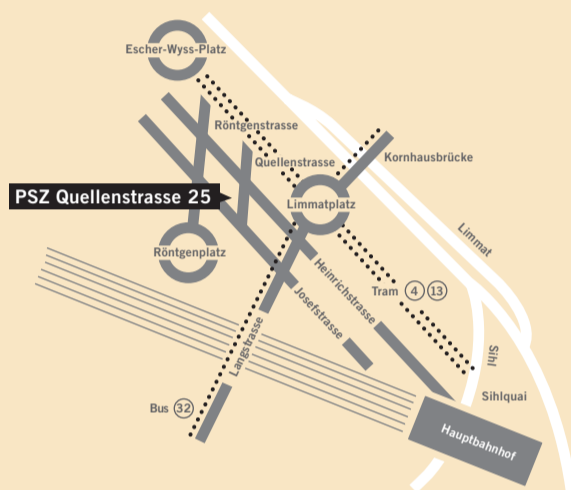 Escher-Wyss-Platz
Röntgenstrasse
Quellenstrasse
Kornhausbrücke
PSZ Quellenstrasse 25
Limmatplatz
Limmat
Röntgenplatz
Heinrichstrasse
Tram 4 13
Josefstrasse
Langstrasse
Sihl
Sihlquai
Bus 32
Hauptbahnhof